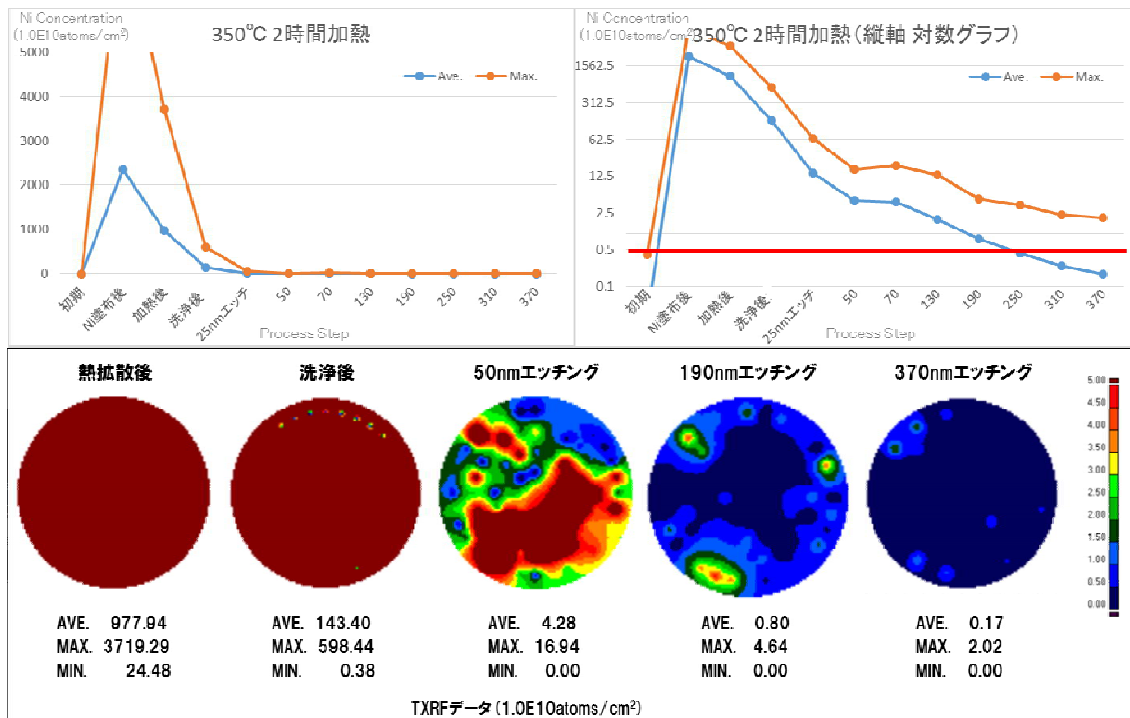 Ni Concentration
(1.0E10atoms/cm²)
350℃ 2時間加熱
Ave.
Max.
5000
4000
3000
2000
1000
0
初期
Ni塗布後
加熱後
洗浄後
25nmエッチ
50
70
130
190
250
310
370
Process Step
Ni Concentration
(1.0E10atoms/cm²)
350℃ 2時間加熱（縦軸 対数グラフ）
Ave.
Max.
1562.5
312.5
62.5
12.5
2.5
0.5
0.1
初期
Ni塗布後
加熱後
洗浄後
25nmエッチ
50
70
130
190
250
310
370
Process Step
熱拡散後
洗浄後
50nmエッチング
190nmエッチング
370nmエッチング
5.00
4.50
4.00
3.50
3.00
2.50
2.00
1.50
1.00
0.50
0.00
AVE. 977.94
MAX. 3719.29
MIN. 24.48
AVE. 143.40
MAX. 598.44
MIN. 0.38
AVE. 4.28
MAX. 16.94
MIN. 0.00
AVE. 0.80
MAX. 4.64
MIN. 0.00
AVE. 0.17
MAX. 2.02
MIN. 0.00
TXRFデータ（1.0E10atoms/cm²）